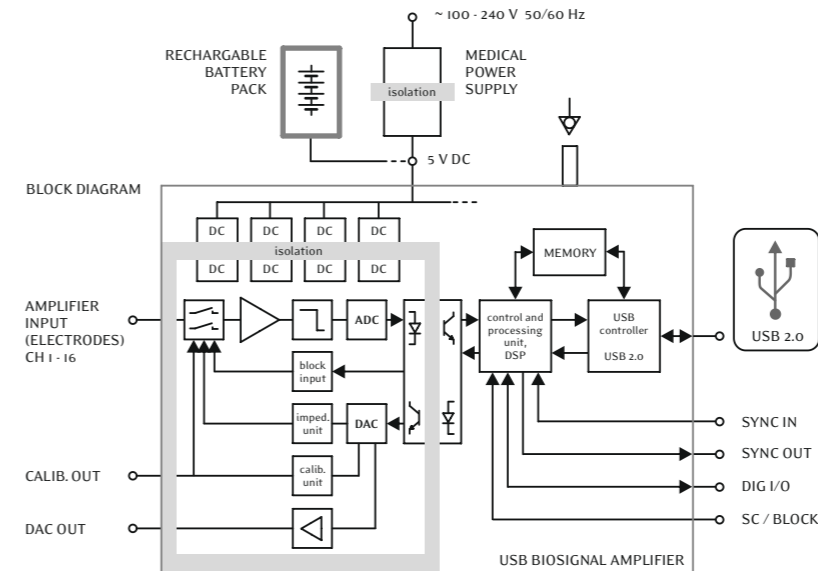 ~ 100 - 240 V 50/60 Hz
RECHARGABLE
BATTERY
PACK
MEDICAL
POWER
SUPPLY
isolation
5 V DC
BLOCK DIAGRAM
DC
DC
DC
DC
isolation
DC
DC
DC
DC
MEMORY
AMPLIFIER
INPUT
(ELECTRODES)
CH 1 - 16
ADC
control and
processing
unit,
DSP
USB
controller
USB 2.0
USB 2.0
block
input
imped.
unit
DAC
SYNC IN
SYNC OUT
CALIB. OUT
calib.
unit
DIG I/O
DAC OUT
SC / BLOCK
USB BIOSIGNAL AMPLIFIER